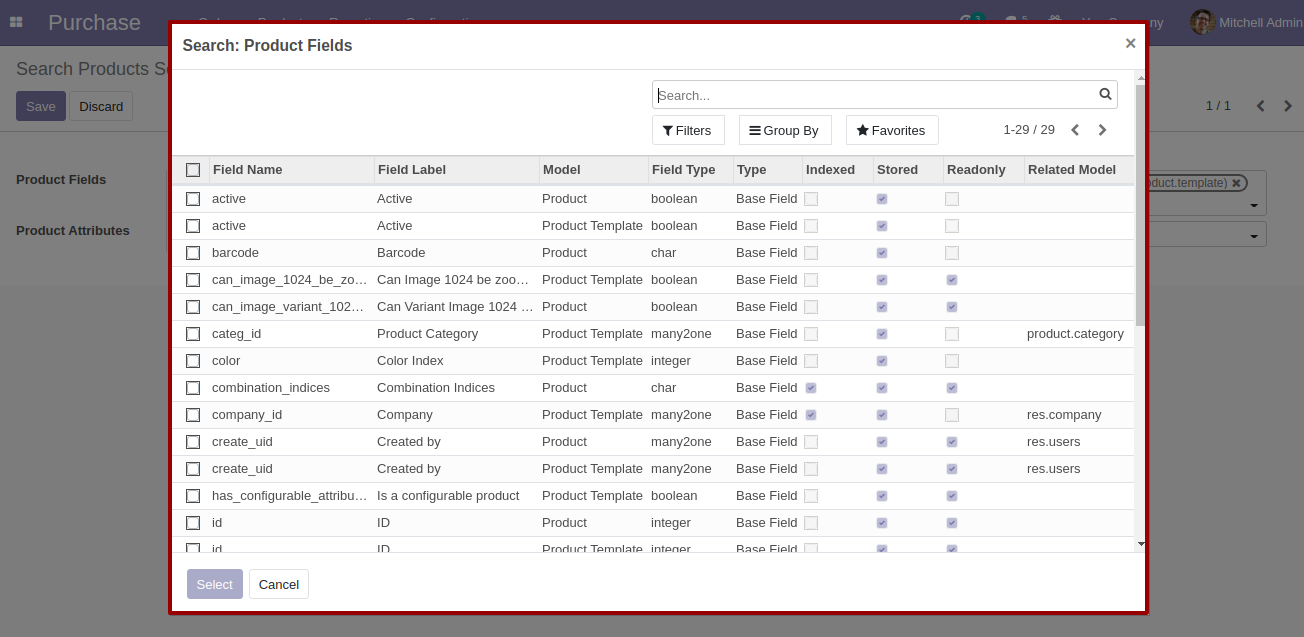 Purchase
3
5
Mitchell Admin
Search: Product Fields
×
Search Products
Save
Discard
1 / 1
Search...
Filters
Group By
Favorites
1-29 / 29
Product Fields
Product Attributes
Field Name Field Label Model Field Type Type Indexed Stored Readonly Related Model
active Active Product boolean Base Field
active Active Product Template boolean Base Field
barcode Barcode Product char Base Field
can_image_1024_be_zo... Can Image 1024 be zoo... Product Template boolean Base Field
can_image_variant_102... Can Variant Image 1024 ... Product boolean Base Field
categ_id Product Category Product Template many2one Base Field product.category
color Color Index Product Template integer Base Field
combination_indices Combination Indices Product char Base Field
company_id Company Product Template many2one Base Field res.company
create_uid Created by Product many2one Base Field res.users
create_uid Created by Product Template many2one Base Field res.users
has_configurable_attribu... Is a configurable product Product Template boolean Base Field
id ID Product integer Base Field
id ID Product Template integer Base Field
Select
Cancel